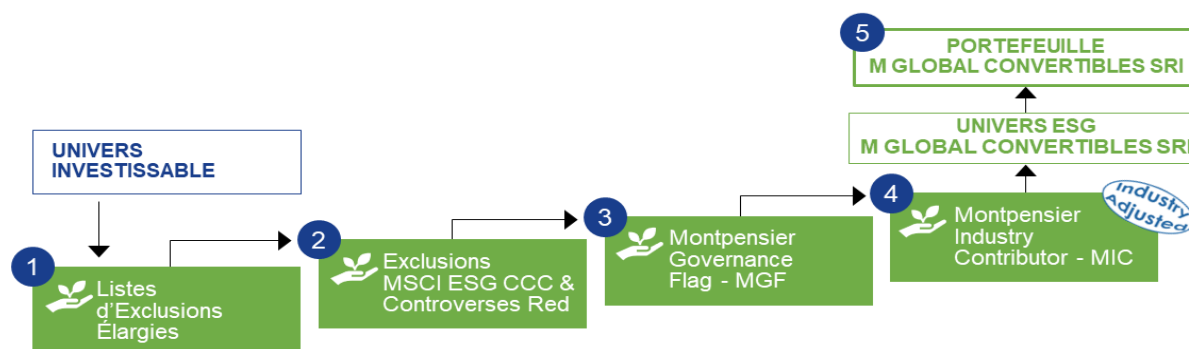 UNIVERS
INVESTISSABLE
1
Listes
d'Exclusions
Élargies
2
Exclusions
MSCI ESG CCC &
Controverses Red
3
Montpensier
Governance
Flag - MGF
4
Montpensier
Industry
Contributor - MIC
Industry
Adjusted
UNIVERS ESG
M GLOBAL CONVERTIBLES SRI
5
PORTEFEUILLE
M GLOBAL CONVERTIBLES SRI